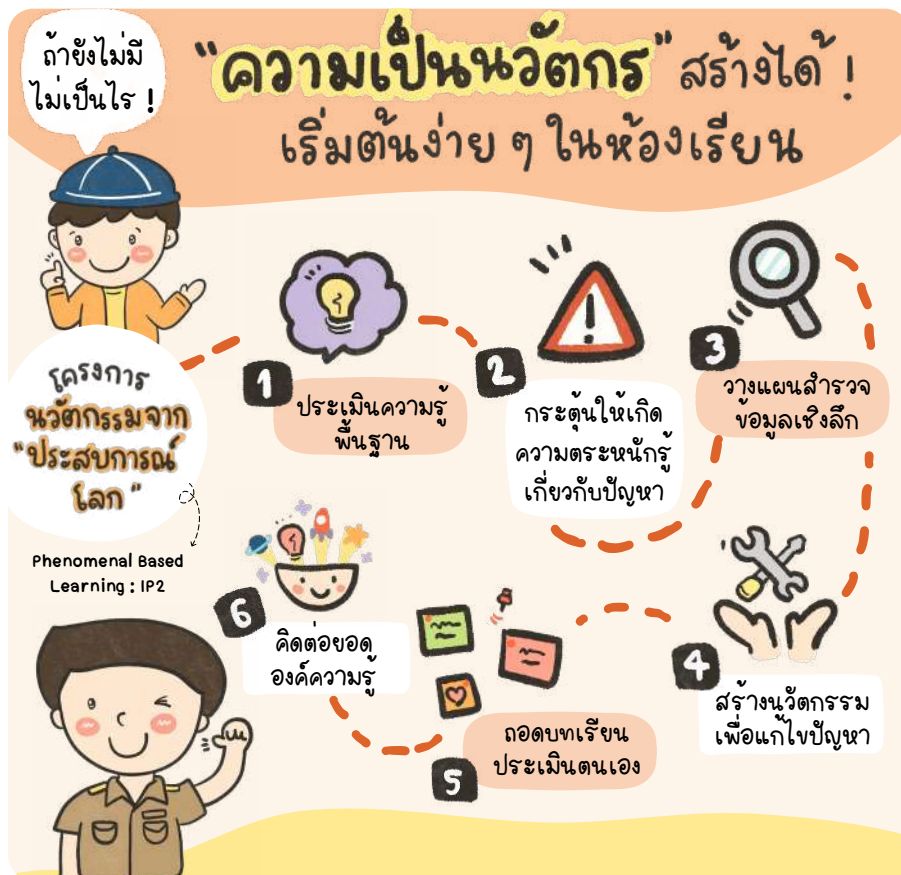 ถ้ายังไม่มี
ไม่เป็นไร !
"ความเป็นนวัตกร" สร้างได้ !
เริ่มต้นง่าย ๆ ในห้องเรียน
โครงการ
นวัตกรรมจาก
"ประสบการณ์
โลก"
Phenomenal Based
Learning : IP2
1
ประเมินความรู้
พื้นฐาน
2
กระตุ้นให้เกิด
ความตระหนักรู้
เกี่ยวกับปัญหา
3
วางแผนสำรวจ
ข้อมูลเชิงลึก
4
สร้างนวัตกรรม
เพื่อแก้ไขปัญหา
5
ถอดบทเรียน
ประเมินตนเอง
6
คิดต่อยอด
องค์ความรู้